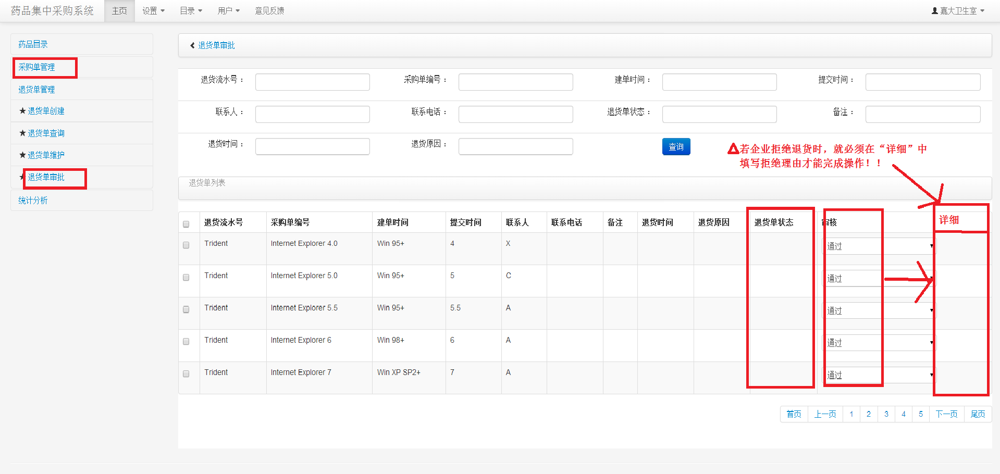 药品集中采购系统 主页 设置 目录 用户 意见反馈 嘉大卫生室
药品目录
采购单管理
退货单管理
★退货单创建
★退货单查询
★退货单维护
★退货单审批
统计分析
退货单审批
退货流水号： 采购单编号： 建单时间： 提交时间：
联系人： 联系电话： 退货单状态： 备注：
退货时间： 退货原因： 查询
△若企业拒绝退货时，就必须在“详细”中
填写拒绝理由才能完成操作！！
退货单列表
退货流水号 采购单编号 建单时间 提交时间 联系人 联系电话 备注 退货时间 退货原因 退货单状态 审核 详细
Trident Internet Explorer 4.0 Win 95+ 4 X 通过
Trident Internet Explorer 5.0 Win 95+ 5 C 通过
Trident Internet Explorer 5.5 Win 95+ 5.5 A 通过
Trident Internet Explorer 6 Win 98+ 6 A 通过
Trident Internet Explorer 7 Win XP SP2+ 7 A 通过
首页 上一页 1 2 3 4 5 下一页 尾页